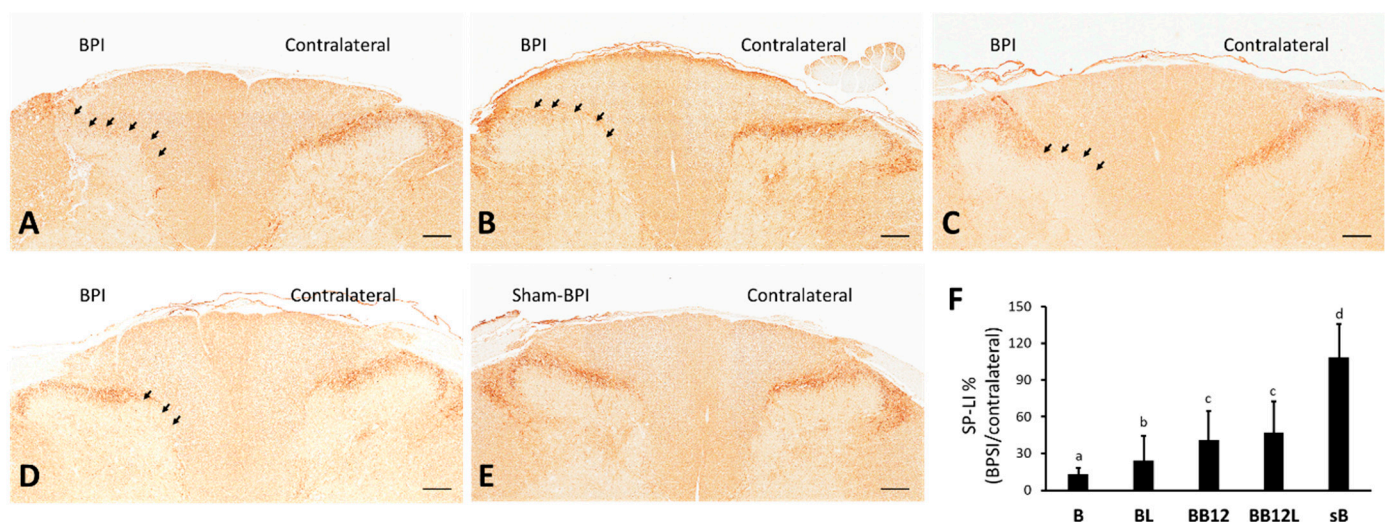 BPI Contralateral
A
BPI Contralateral
B
BPI Contralateral
C
BPI Contralateral
D
Sham-BPI Contralateral
E
F
SP-LI %
(BPSI/contralateral)
150
120
90
60
30
0
a
b
c
c
d
B BL BB12 BB12L sB